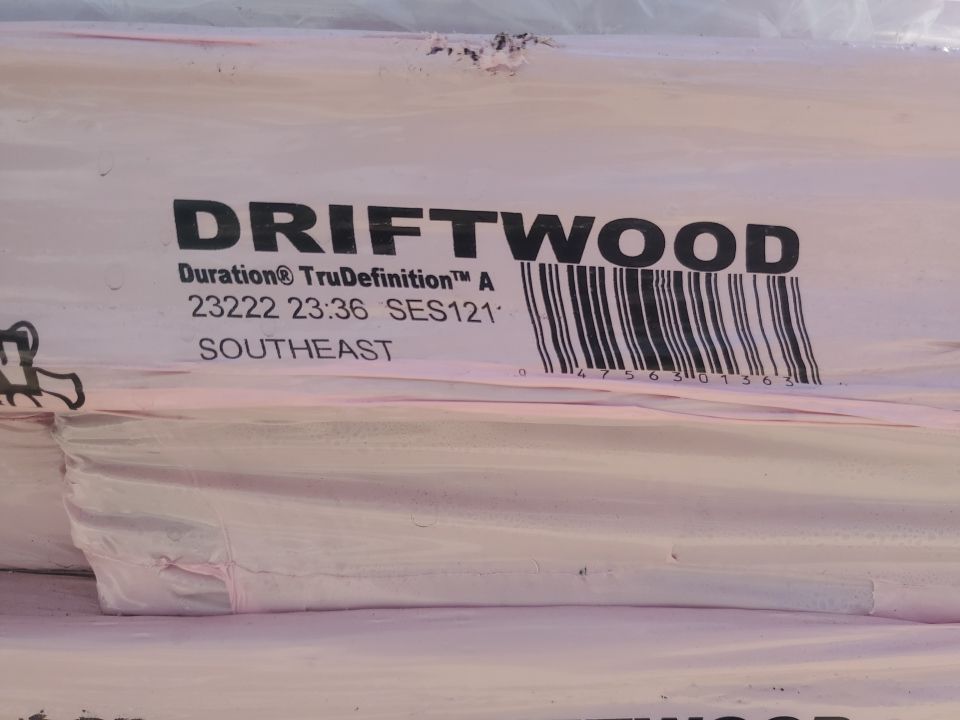 DRIFTWOOD
Duration® TruDefinition™ A
23222 23:36 SES121
SOUTHEAST
0 47563 01363